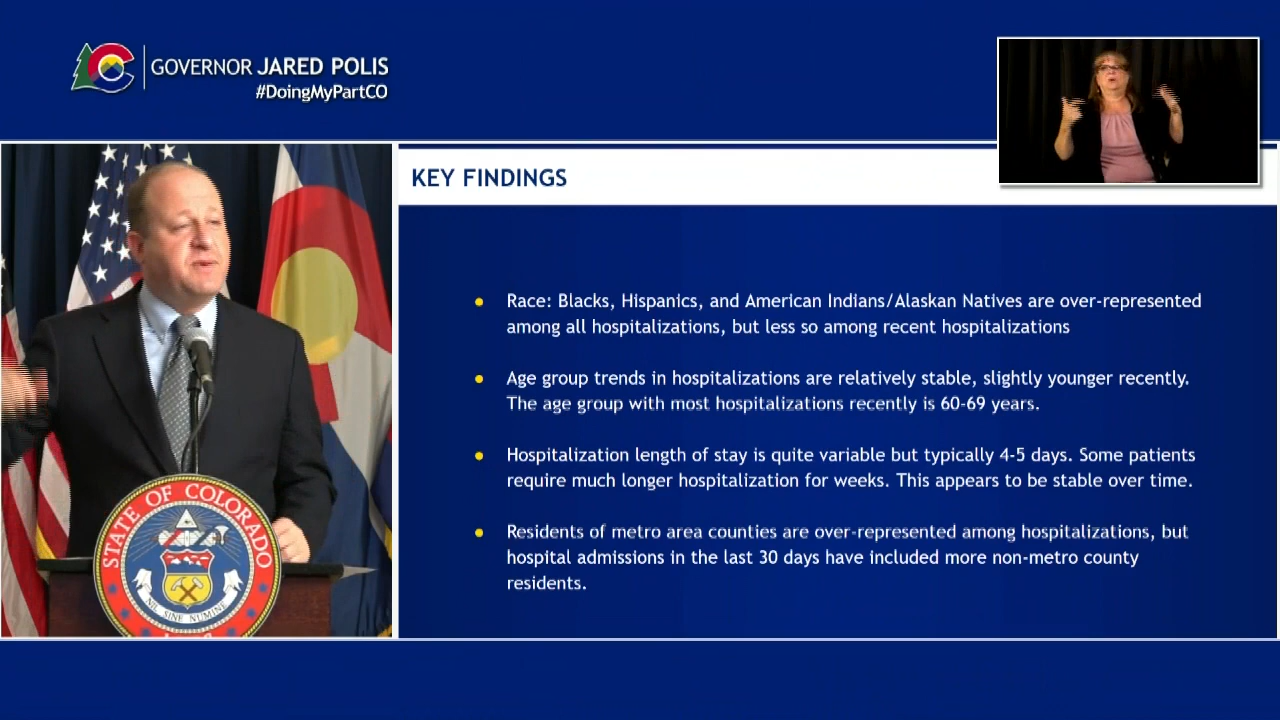 GOVERNOR JARED POLIS
#DoingMyPartCO
KEY FINDINGS
Race: Blacks, Hispanics, and American Indians/Alaskan Natives are over-represented
among all hospitalizations, but less so among recent hospitalizations
Age group trends in hospitalizations are relatively stable, slightly younger recently.
The age group with most hospitalizations recently is 60-69 years.
Hospitalization length of stay is quite variable but typically 4-5 days. Some patients
require much longer hospitalization for weeks. This appears to be stable over time.
Residents of metro area counties are over-represented among hospitalizations, but
hospital admissions in the last 30 days have included more non-metro county
residents.
STATE OF COLORADO
NIL SINE NUMINE